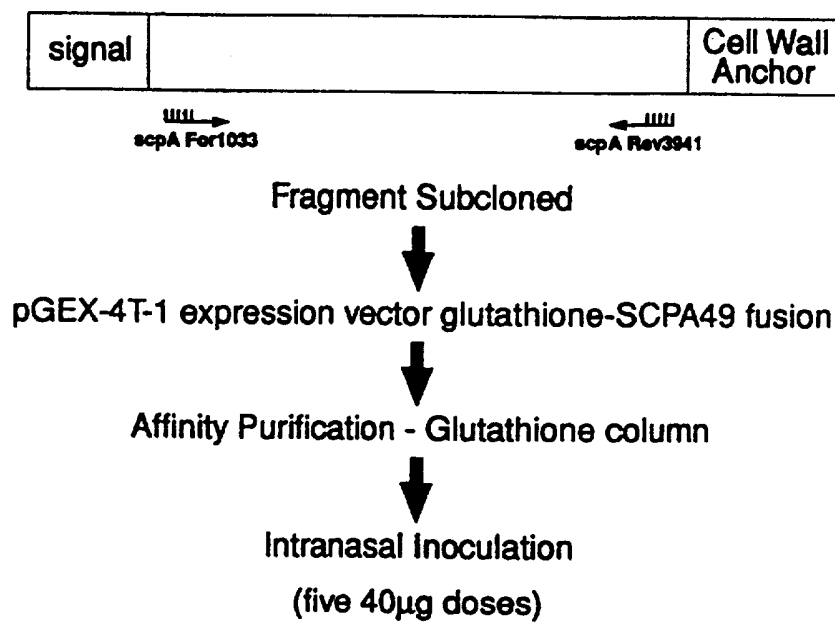 signal
Cell Wall
Anchor
scpA For1033
scpA Rev3941
Fragment Subcloned
pGEX-4T-1 expression vector glutathione-SCPA49 fusion
Affinity Purification - Glutathione column
Intranasal Inoculation
(five 40µg doses)